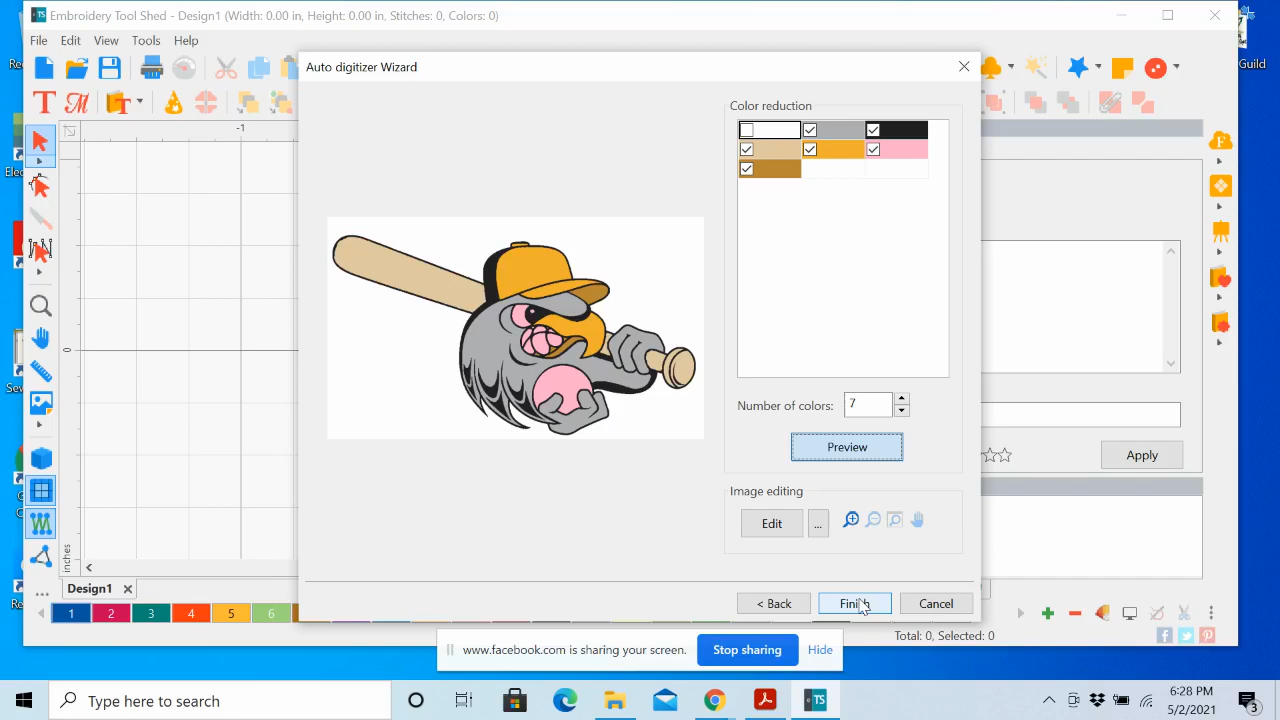 Embroidery Tool Shed - Design1 (Width: 0.00 in, Height: 0.00 in, Stitches: 0, Colors: 0)
File Edit View Tools Help
Auto digitizer Wizard
Guild
Color reduction
-1
0
inches
Number of colors: 7
Preview
Apply
Image editing
Edit ...
< Back Finish Cancel
Design1
1 2 3 4 5 6
Total: 0, Selected: 0
www.facebook.com is sharing your screen. Stop sharing Hide
Type here to search
6:28 PM
5/2/2021
3